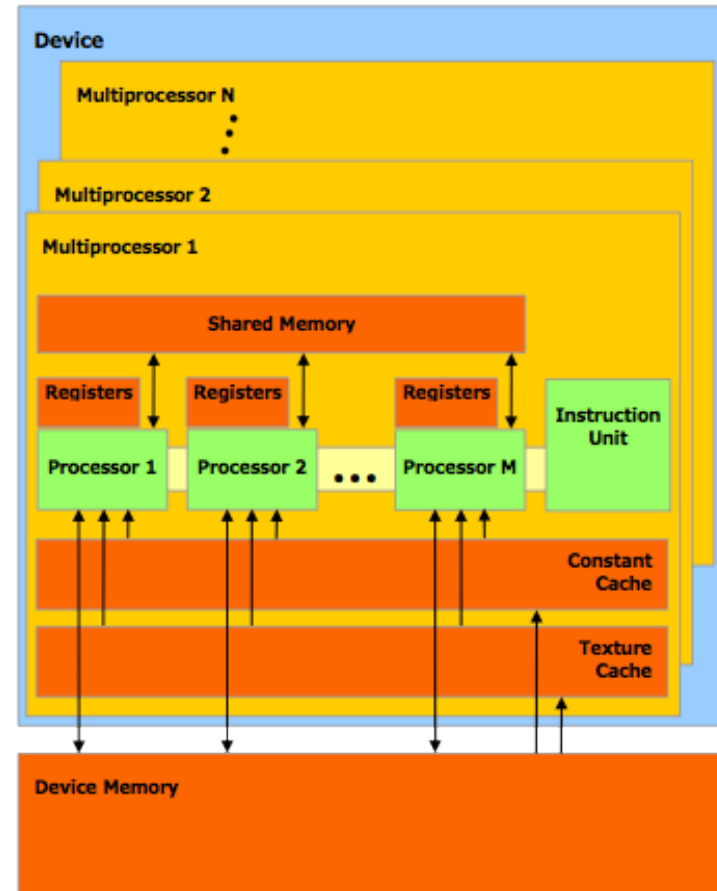 Device
Multiprocessor N
Multiprocessor 2
Multiprocessor 1
Shared Memory
Registers
Registers
Registers
Instruction
Unit
Processor 1
Processor 2
Processor M
Constant
Cache
Texture
Cache
Device Memory